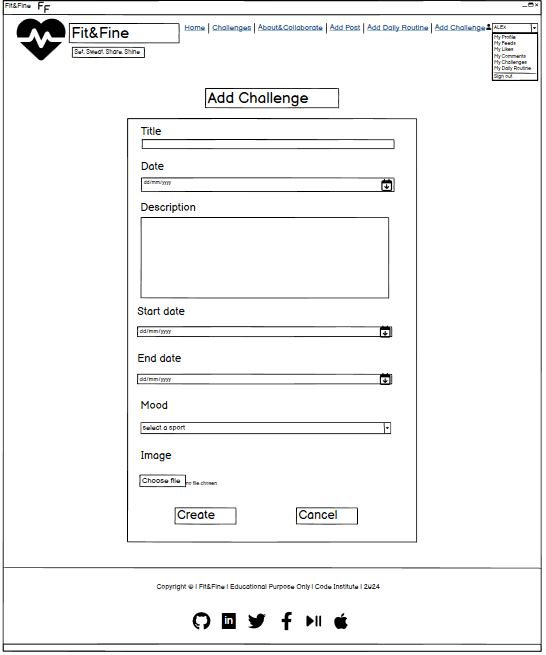 Fit&Fine FF
Fit&Fine
Set. Sweat. Share. Shine.
Home | Challenges | About&Collaborate | Add Post | Add Daily Routine | Add Challenge
ALEX
My Profile
My Feeds
My Likes
My Comments
My Challenges
My Daily Routine
Sign out
Add Challenge
Title
Date
dd/mm/yyyy
Description
Start date
dd/mm/yyyy
End date
dd/mm/yyyy
Mood
Select a sport
Image
Choose file no file chosen
Create Cancel
Copyright © | Fit&Fine | Educational Purpose Only | Code Institute | 2024
in